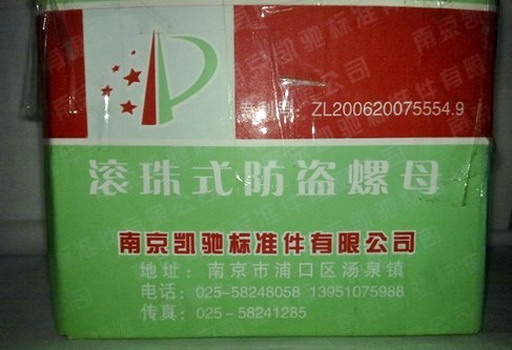 专利号：ZL200620075554.9
滚珠式防盗螺母
南京凯驰标准件有限公司
地址：南京市浦口区汤泉镇
电话：025-58248058 13951075988
传真：025-58241285